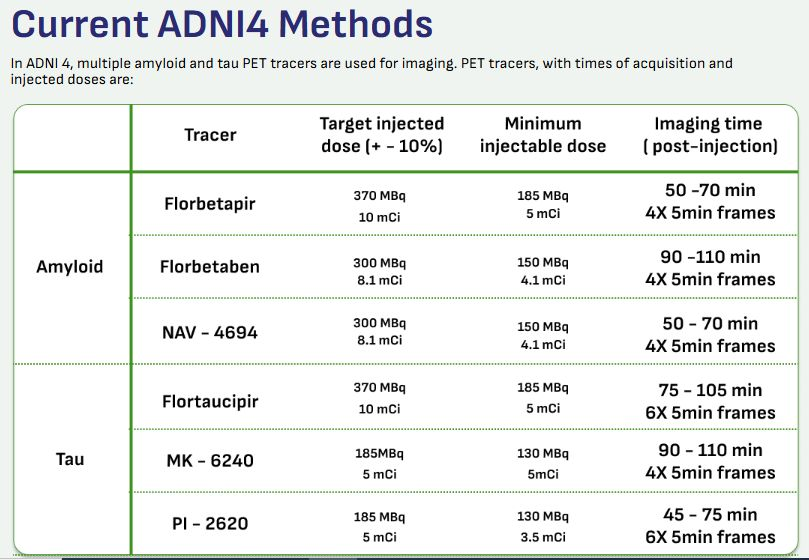 Current ADNI4 Methods
In ADNI 4, multiple amyloid and tau PET tracers are used for imaging. PET tracers, with times of acquisition and
injected doses are:
Tracer
Target injected
dose (+ - 10%)
Minimum
injectable dose
Imaging time
( post-injection)
Amyloid
Florbetapir
370 MBq
10 mCi
185 MBq
5 mCi
50 -70 min
4X 5min frames
Florbetaben
300 MBq
8.1 mCi
150 MBq
4.1 mCi
90 -110 min
4X 5min frames
NAV - 4694
300 MBq
8.1 mCi
150 MBq
4.1 mCi
50 - 70 min
4X 5min frames
Tau
Flortaucipir
370 MBq
10 mCi
185 MBq
5 mCi
75 - 105 min
6X 5min frames
MK - 6240
185MBq
5 mCi
130 MBq
5mCi
90 - 110 min
4X 5min frames
PI - 2620
185 MBq
5 mCi
130 MBq
3.5 mCi
45 - 75 min
6X 5min frames